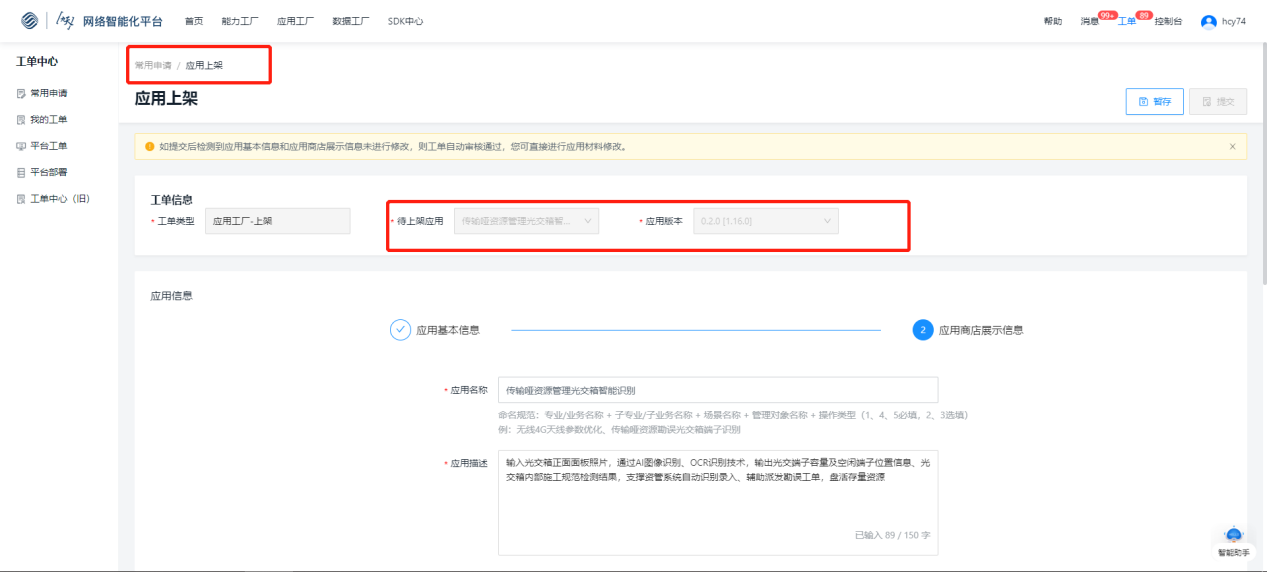 网络智能化平台 首页 能力工厂 应用工厂 数据工厂 SDK中心 帮助 消息 99+ 工单 89 控制台 hcy74
工单中心
常用申请
我的工单
平台工单
平台部署
工单中心（旧）
常用申请 / 应用上架
应用上架
暂存 提交
如提交后检测到应用基本信息和应用商店展示信息未进行修改，则工单自动审核通过，您可直接进行应用材料修改。
工单信息
* 工单类型 应用工厂-上架 * 待上架应用 传输哑资源管理光交箱智... * 应用版本 0.2.0 [1.16.0]
应用信息
应用基本信息 2 应用商店展示信息
* 应用名称 传输哑资源管理光交箱智能识别
命名规范：专业/业务名称 + 子专业/子业务名称 + 场景名称 + 管理对象名称 + 操作类型（1、4、5必填，2、3选填）
例：无线4G天线参数优化、传输哑资源勘误光交箱端子识别
* 应用描述 输入光交箱正面面板照片，通过AI图像识别、OCR识别技术，输出光交端子容量及空闲端子位置信息、光
交箱内部施工规范检测结果，支撑资管系统自动识别录入、辅助派发勘误工单，盘活存量资源
已输入 89 / 150 字
智能助手